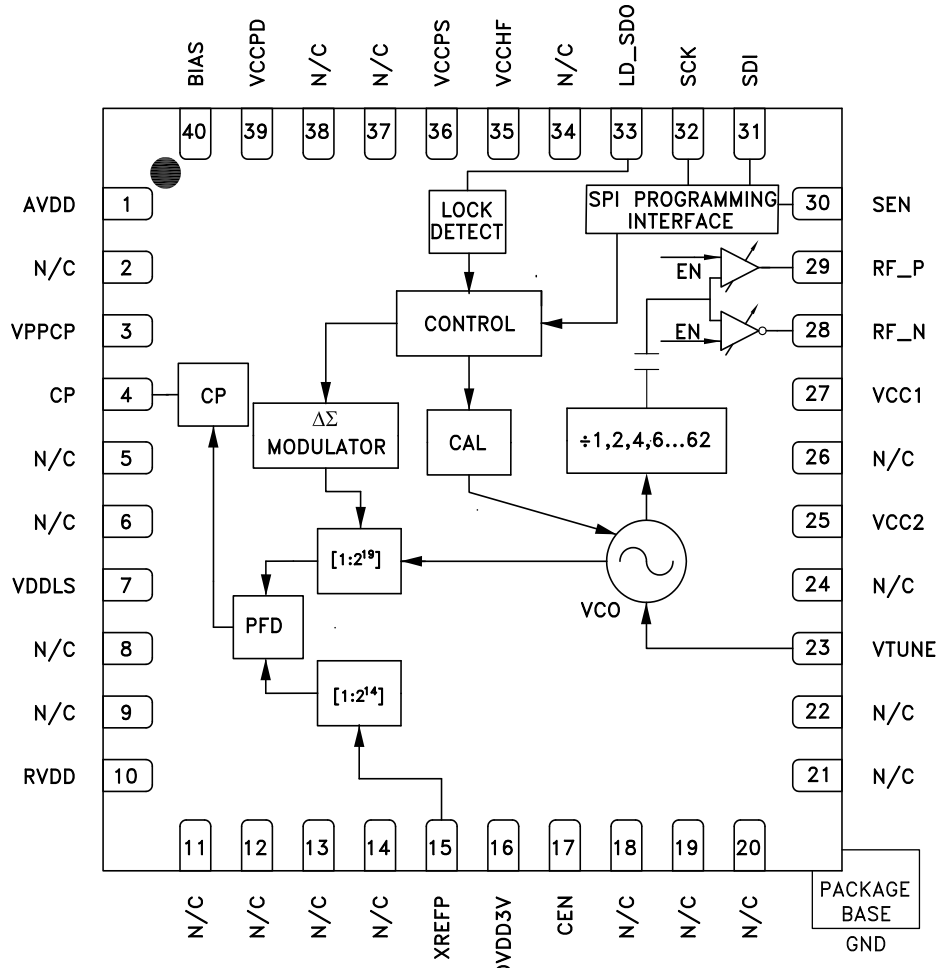 BIAS
VCCPD
N/C
N/C
VCCPS
VCCHF
N/C
LD_SDO
SCK
SDI
40
39
38
37
36
35
34
33
32
31
AVDD
1
LOCK
DETECT
SPI PROGRAMMING
INTERFACE
30
SEN
N/C
2
EN
29
RF_P
VPPCP
3
CONTROL
EN
28
RF_N
CP
4
CP
ΔΣ
MODULATOR
CAL
÷1,2,4,6...62
27
VCC1
N/C
5
26
N/C
N/C
6
25
VCC2
VDDLS
7
[1:2¹⁹]
VCO
24
N/C
N/C
8
PFD
23
VTUNE
N/C
9
[1:2¹⁴]
22
N/C
RVDD
10
21
N/C
11
12
13
14
15
16
17
18
19
20
N/C
N/C
N/C
N/C
XREFP
DVDD3V
CEN
N/C
N/C
N/C
PACKAGE
BASE
GND